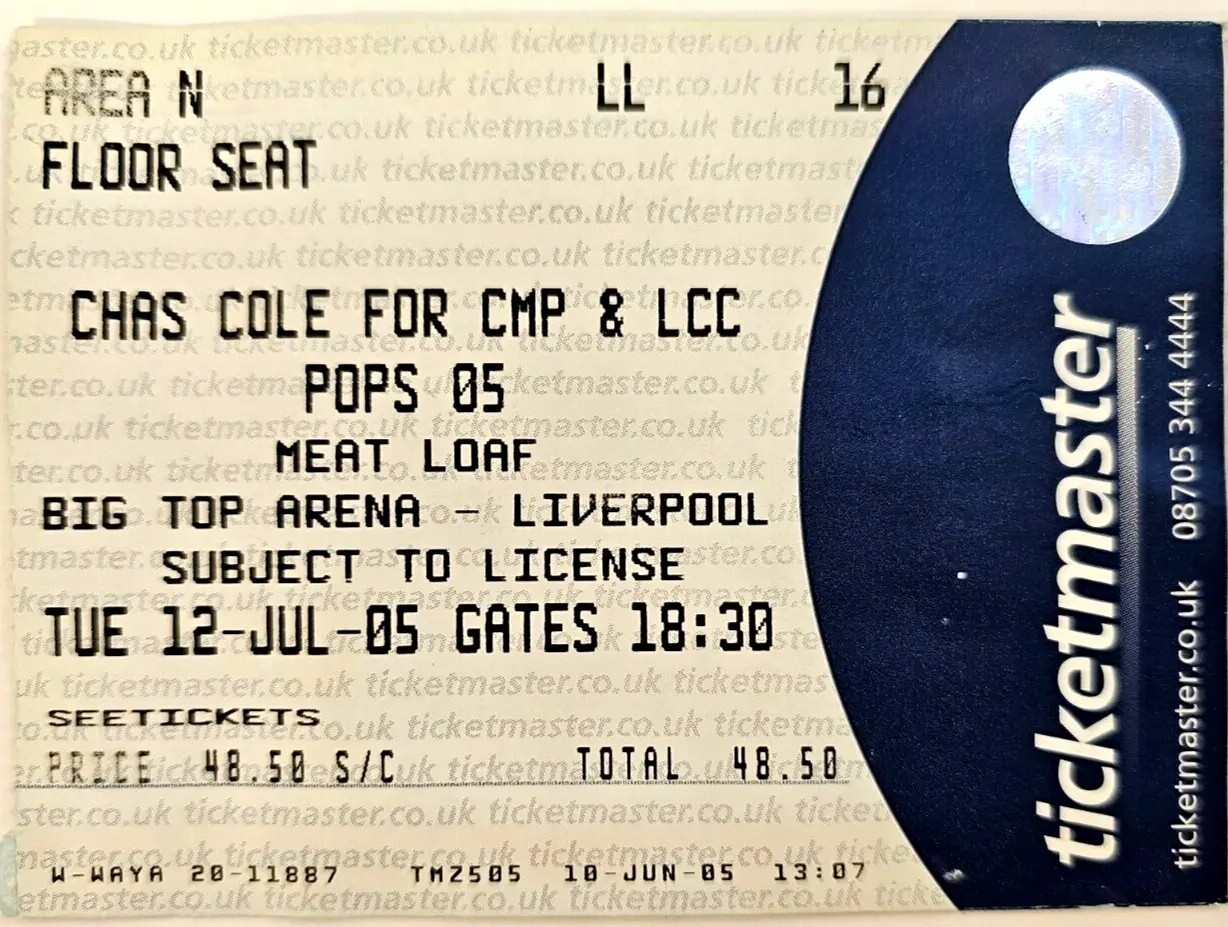 AREA N LL 16
FLOOR SEAT
CHAS COLE FOR CMP & LCC
POPS 05
MEAT LOAF
BIG TOP ARENA - LIVERPOOL
SUBJECT TO LICENSE
TUE 12-JUL-05 GATES 18:30
SEETICKETS
PRICE 48.50 S/C TOTAL 48.50
W-WAYA 20-11887 TMZ505 10-JUN-05 13:07
ticketmaster
ticketmaster.co.uk 08705 344 4444